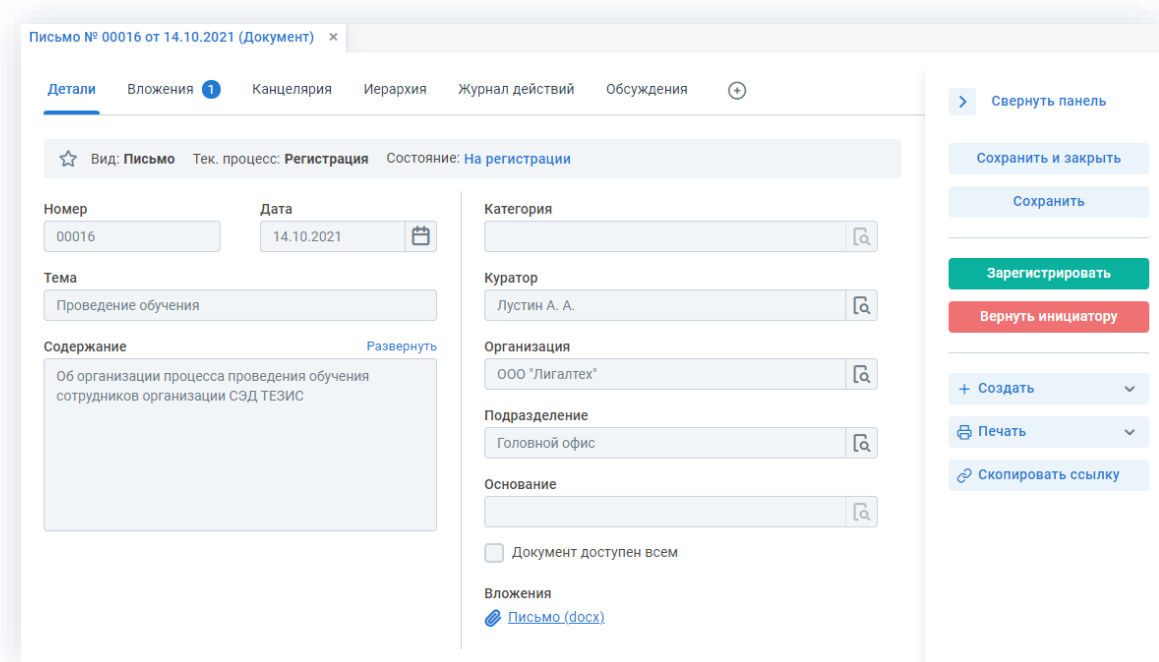 Письмо № 00016 от 14.10.2021 (Документ) ×
Детали Вложения 1 Канцелярия Иерархия Журнал действий Обсуждения
Вид: Письмо Тек. процесс: Регистрация Состояние: На регистрации
Номер Дата
00016 14.10.2021
Тема
Проведение обучения
Содержание Развернуть
Об организации процесса проведения обучения
сотрудников организации СЭД ТЕЗИС
Категория
Куратор
Лустин А. А.
Организация
ООО "Лигалтех"
Подразделение
Головной офис
Основание
Документ доступен всем
Вложения
Письмо (docx)
Свернуть панель
Сохранить и закрыть
Сохранить
Зарегистрировать
Вернуть инициатору
+ Создать
Печать
Скопировать ссылку